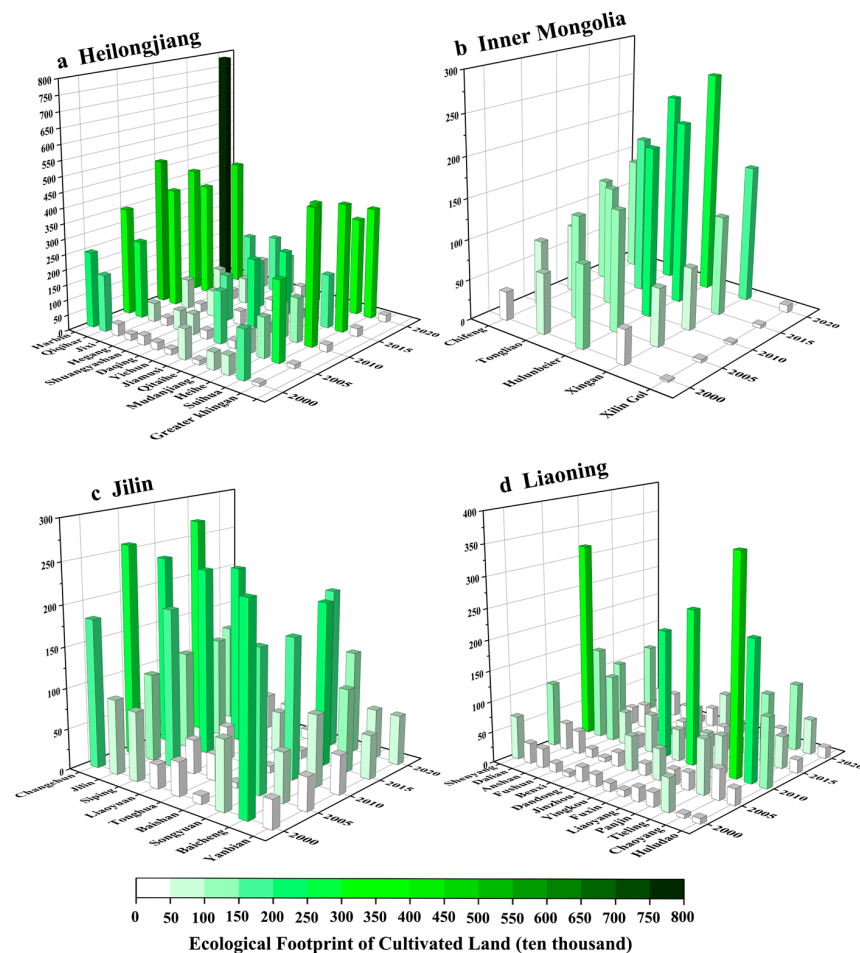 a Heilongjiang
800
750
700
650
600
550
500
450
400
350
300
250
200
150
100
50
0
Harbin
Qiqihar
Jixi
Hegang
Shuangyashan
Daqing
Yichun
Jiamusi
Qitaihe
Mudanjiang
Heihe
Suihua
Greater khingan
2000
2005
2010
2015
2020
b Inner Mongolia
300
250
200
150
100
50
0
Chifeng
Tongliao
Hulunbeier
Xingan
Xilin Gol
2000
2005
2010
2015
2020
c Jilin
300
250
200
150
100
50
0
Changchun
Jilin
Siping
Liaoyuan
Tonghua
Baishan
Songyuan
Baicheng
Yanbian
2000
2005
2010
2015
2020
d Liaoning
400
350
300
250
200
150
100
50
0
Shenyang
Dalian
Anshan
Fushun
Benxi
Dandong
Jinzhou
Yingkou
Fuxin
Liaoyang
Panjin
Tieling
Chaoyang
Huludao
2000
2005
2010
2015
2020
0 50 100 150 200 250 300 350 400 450 500 550 600 650 700 750 800
Ecological Footprint of Cultivated Land (ten thousand)